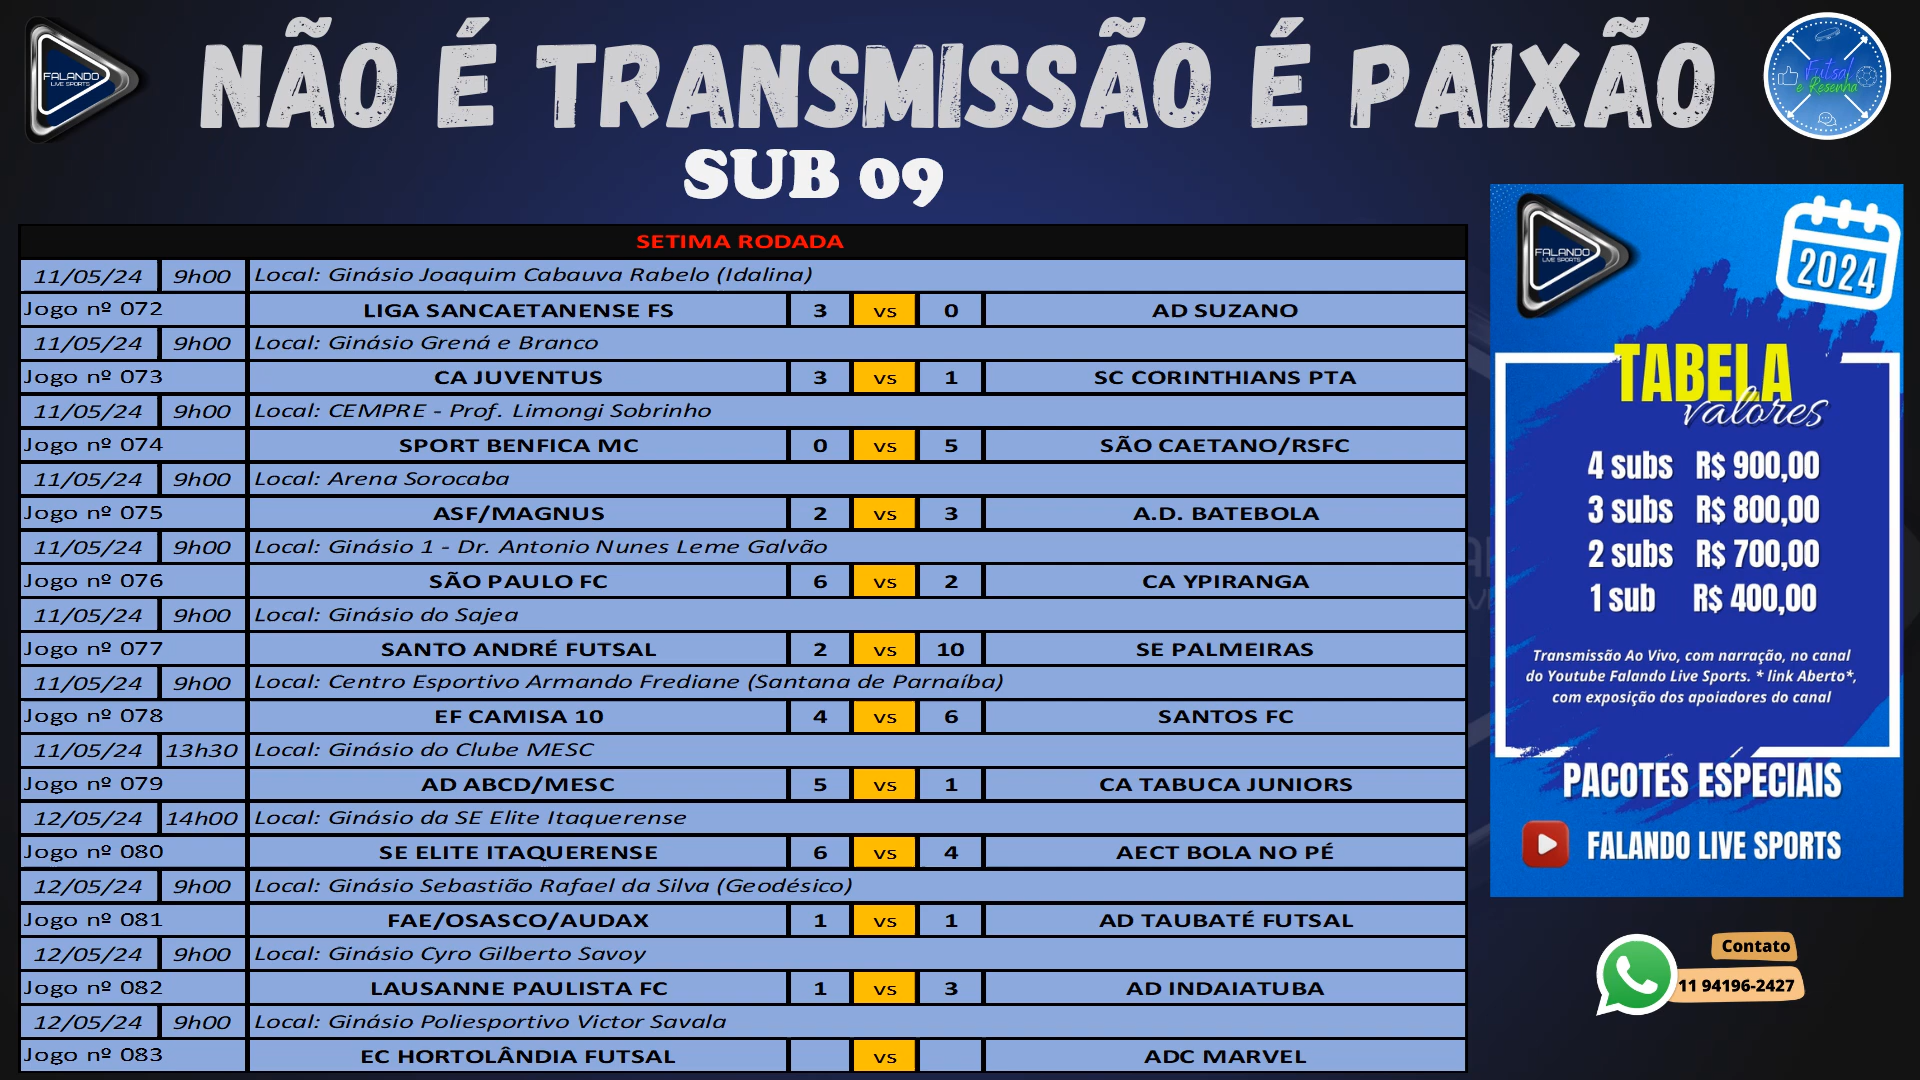 FALANDO
LIVE SPORTS
NÃO É TRANSMISSÃO É PAIXÃO
Futsal
e Resenha
SUB 09
SETIMA RODADA
11/05/24 9h00 Local: Ginásio Joaquim Cabauva Rabelo (Idalina)
Jogo nº 072 LIGA SANCAETANENSE FS 3 vs 0 AD SUZANO
11/05/24 9h00 Local: Ginásio Grená e Branco
Jogo nº 073 CA JUVENTUS 3 vs 1 SC CORINTHIANS PTA
11/05/24 9h00 Local: CEMPRE - Prof. Limongi Sobrinho
Jogo nº 074 SPORT BENFICA MC 0 vs 5 SÃO CAETANO/RSFC
11/05/24 9h00 Local: Arena Sorocaba
Jogo nº 075 ASF/MAGNUS 2 vs 3 A.D. BATEBOLA
11/05/24 9h00 Local: Ginásio 1 - Dr. Antonio Nunes Leme Galvão
Jogo nº 076 SÃO PAULO FC 6 vs 2 CA YPIRANGA
11/05/24 9h00 Local: Ginásio do Sajea
Jogo nº 077 SANTO ANDRÉ FUTSAL 2 vs 10 SE PALMEIRAS
11/05/24 9h00 Local: Centro Esportivo Armando Frediane (Santana de Parnaíba)
Jogo nº 078 EF CAMISA 10 4 vs 6 SANTOS FC
11/05/24 13h30 Local: Ginásio do Clube MESC
Jogo nº 079 AD ABCD/MESC 5 vs 1 CA TABUCA JUNIORS
12/05/24 14h00 Local: Ginásio da SE Elite Itaquerense
Jogo nº 080 SE ELITE ITAQUERENSE 6 vs 4 AECT BOLA NO PÉ
12/05/24 9h00 Local: Ginásio Sebastião Rafael da Silva (Geodésico)
Jogo nº 081 FAE/OSASCO/AUDAX 1 vs 1 AD TAUBATÉ FUTSAL
12/05/24 9h00 Local: Ginásio Cyro Gilberto Savoy
Jogo nº 082 LAUSANNE PAULISTA FC 1 vs 3 AD INDAIATUBA
12/05/24 9h00 Local: Ginásio Poliesportivo Victor Savala
Jogo nº 083 EC HORTOLÂNDIA FUTSAL vs ADC MARVEL
FALANDO
LIVE SPORTS
2024
TABELA
valores
4 subs R$ 900,00
3 subs R$ 800,00
2 subs R$ 700,00
1 sub R$ 400,00
Transmissão Ao Vivo, com narração, no canal
do Youtube Falando Live Sports. * link Aberto*,
com exposição dos apoiadores do canal
PACOTES ESPECIAIS
FALANDO LIVE SPORTS
Contato
11 94196-2427